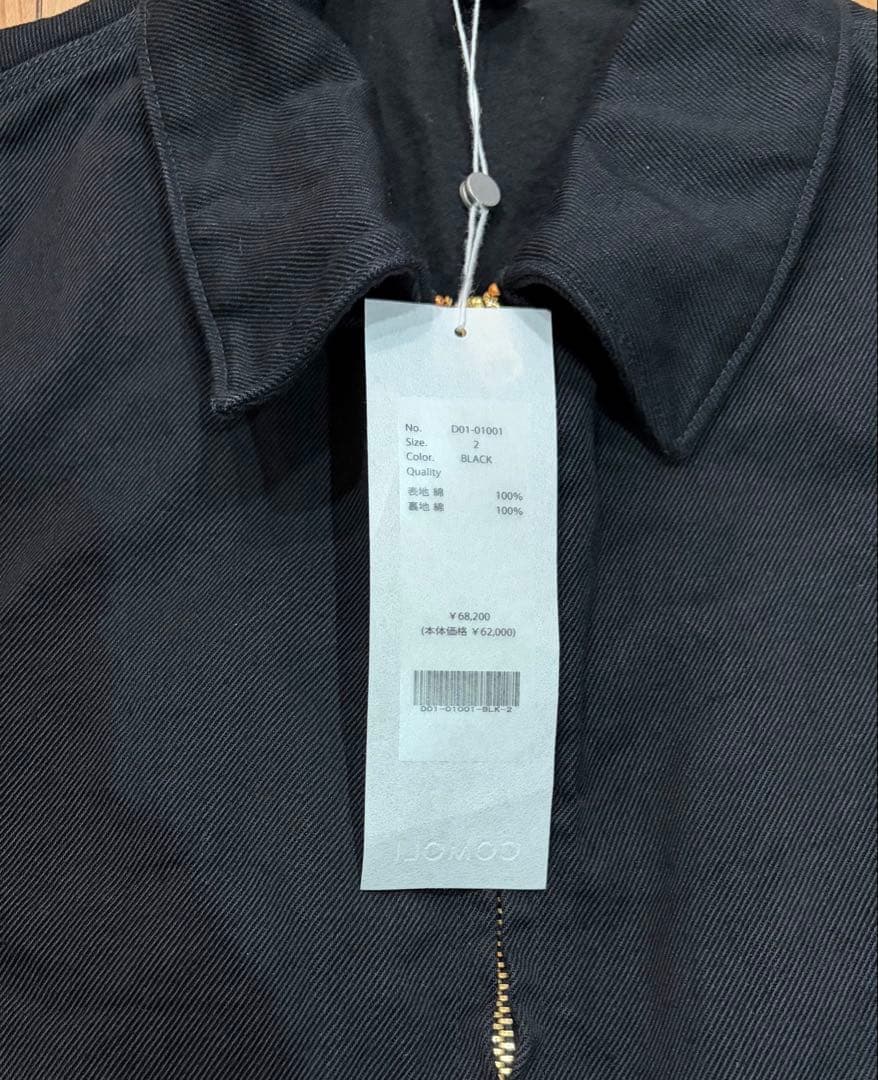 No. D01-01001
Size. 2
Color. BLACK
Quality
表地 綿 100%
裏地 綿 100%
￥68,200
(本体価格 ￥62,000)
D01-01001-BLK-2
COMOLI